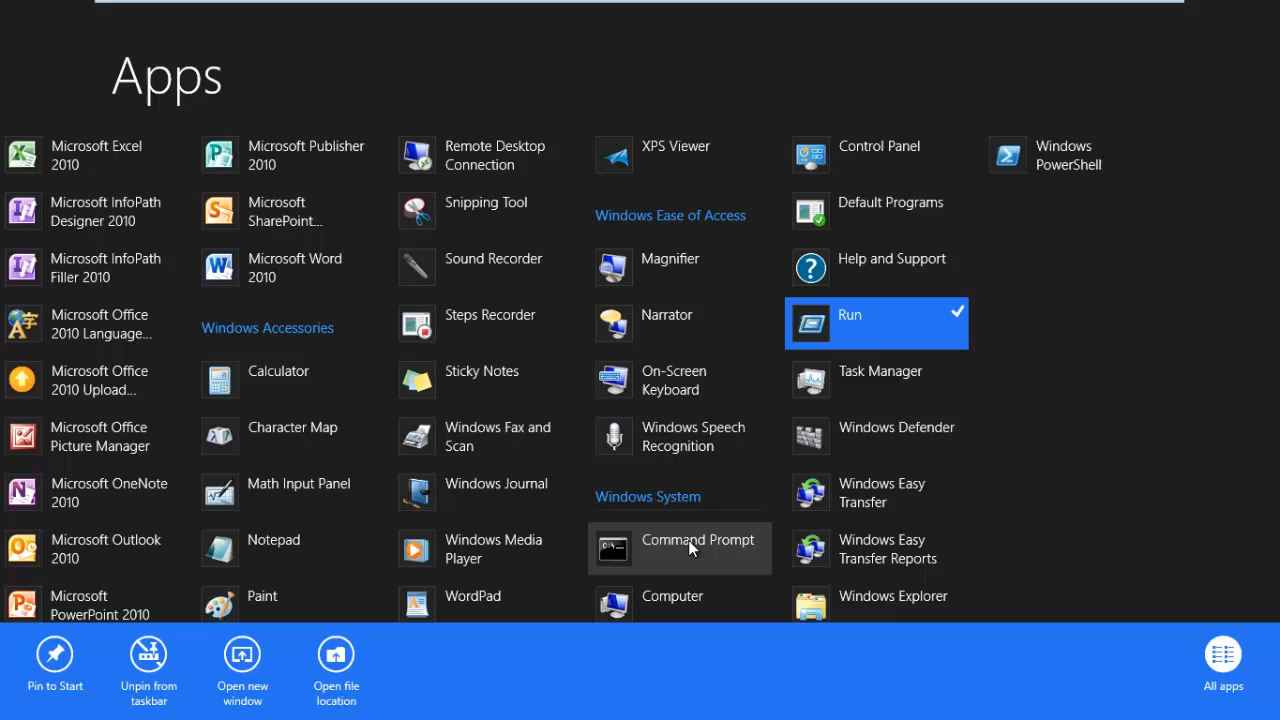 Apps
Microsoft Excel
2010
Microsoft InfoPath
Designer 2010
Microsoft InfoPath
Filler 2010
Microsoft Office
2010 Language...
Microsoft Office
2010 Upload...
Microsoft Office
Picture Manager
Microsoft OneNote
2010
Microsoft Outlook
2010
Microsoft
PowerPoint 2010
Microsoft Publisher
2010
Microsoft
SharePoint...
Microsoft Word
2010
Windows Accessories
Calculator
Character Map
Math Input Panel
Notepad
Paint
Remote Desktop
Connection
Snipping Tool
Sound Recorder
Steps Recorder
Sticky Notes
Windows Fax and
Scan
Windows Journal
Windows Media
Player
WordPad
XPS Viewer
Windows Ease of Access
Magnifier
Narrator
On-Screen
Keyboard
Windows Speech
Recognition
Windows System
Command Prompt
Computer
Control Panel
Default Programs
Help and Support
Run
Task Manager
Windows Defender
Windows Easy
Transfer
Windows Easy
Transfer Reports
Windows Explorer
Windows
PowerShell
Pin to Start
Unpin from
taskbar
Open new
window
Open file
location
All apps